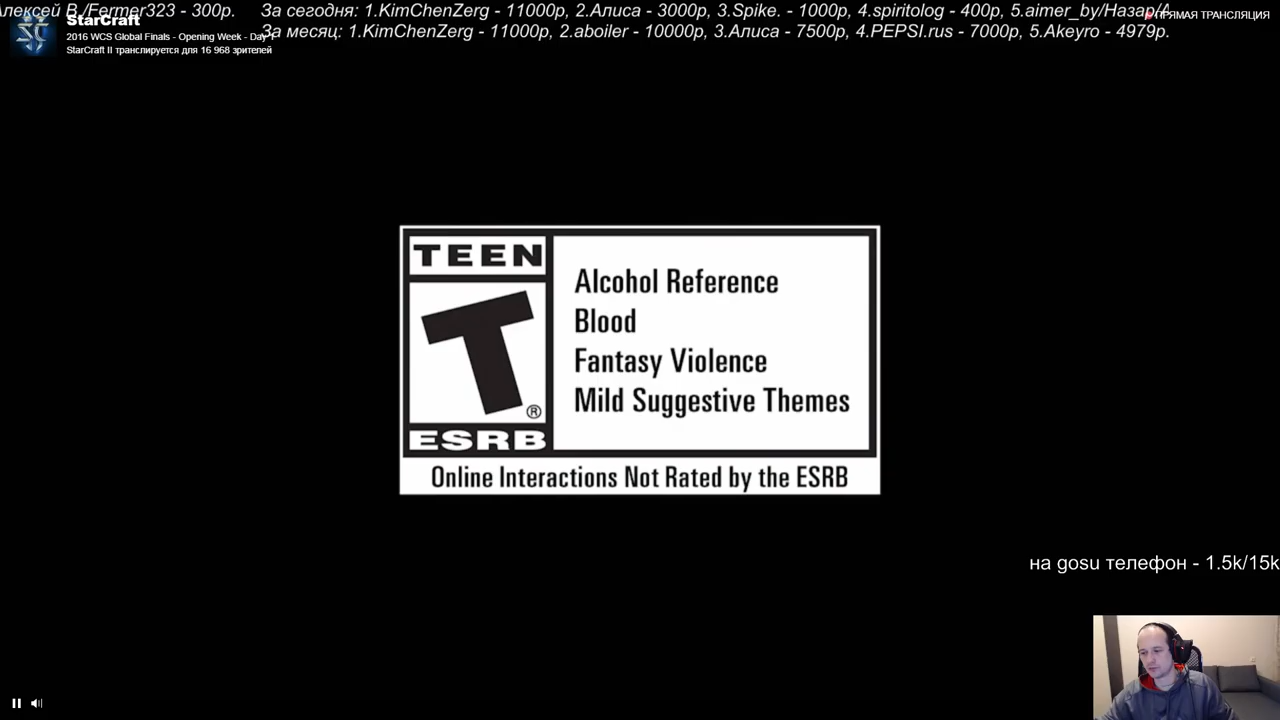 Алексей В./Fermer323 - 300р. За сегодня: 1.KimChenZerg - 11000р, 2.Алиса - 3000р, 3.Spike. - 1000р, 4.spiritolog - 400р, 5.aimer_by/Назар/А
StarCraft
ПРЯМАЯ ТРАНСЛЯЦИЯ
2016 WCS Global Finals - Opening Week - Day 1
За месяц: 1.KimChenZerg - 11000р, 2.aboiler - 10000р, 3.Алиса - 7500р, 4.PEPSI.rus - 7000р, 5.Akeyro - 4979р.
StarCraft II транслируется для 16 968 зрителей
TEEN
T
®
ESRB
Alcohol Reference
Blood
Fantasy Violence
Mild Suggestive Themes
Online Interactions Not Rated by the ESRB
на gosu телефон - 1.5k/15k